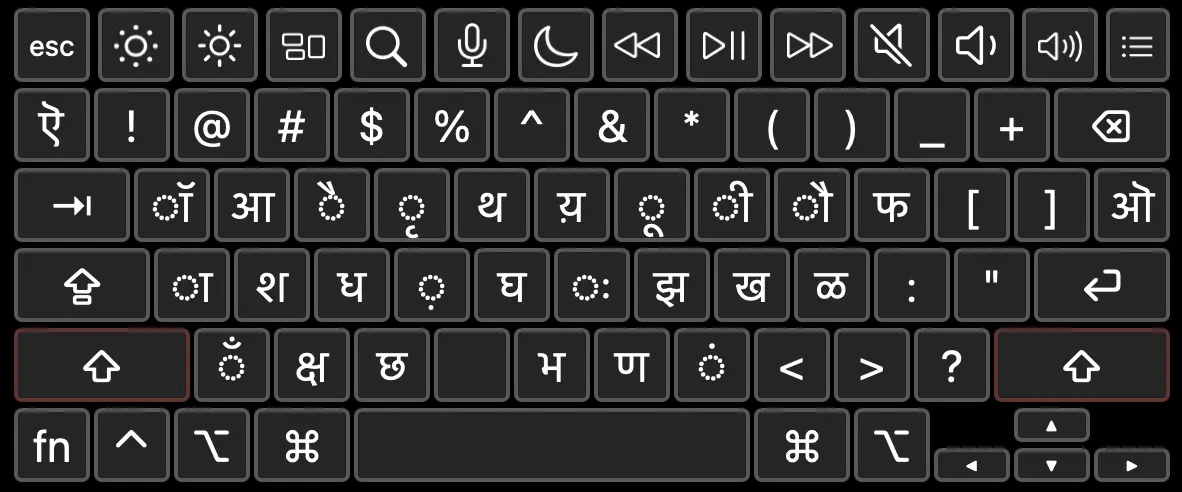 esc
ऐ ! @ # $ % ^ & * ( ) _ +
ॉ आ ै ृ थ य़ ू ी ौ फ [ ] ओ
ा श ध ़ घ ः झ ख ळ : "
ँ क्ष छ भ ण ं < > ?
fn ^ ⌥ ⌘ ⌘ ⌥